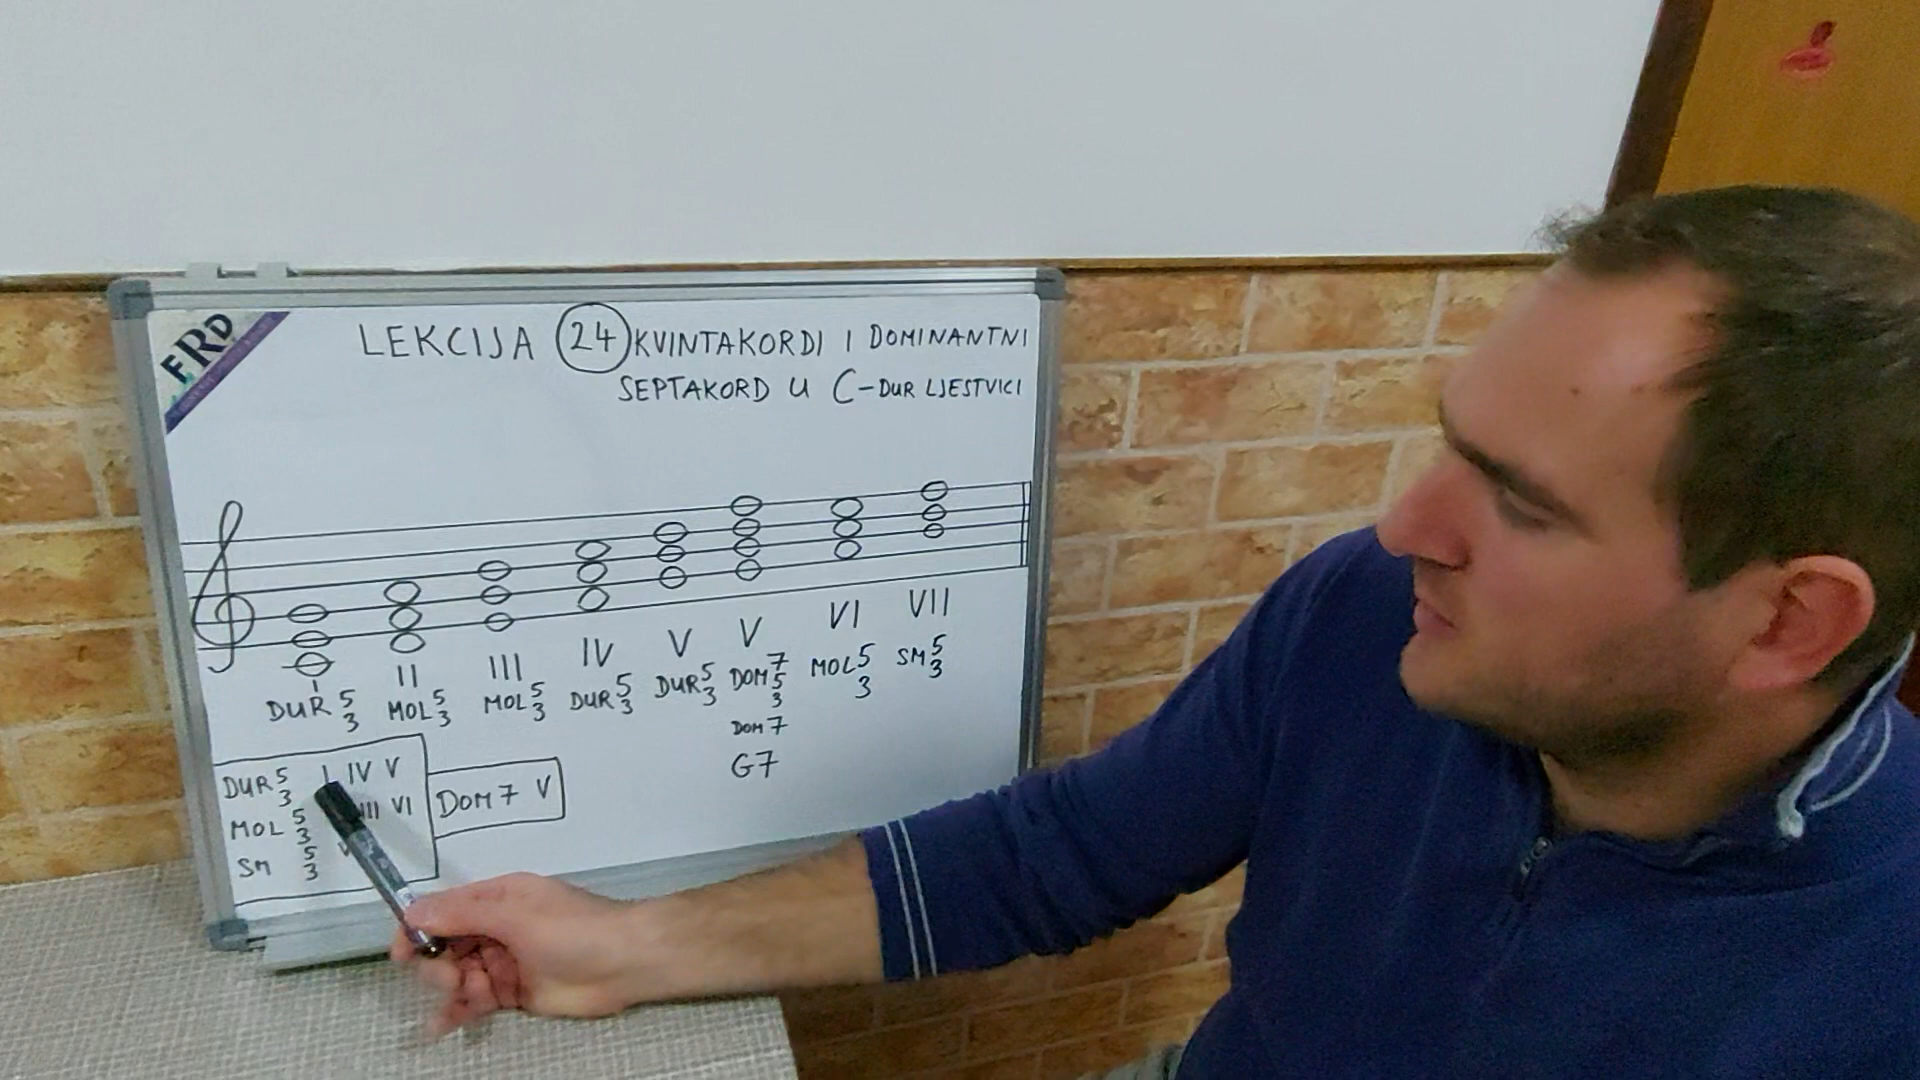 FRD
LEKCIJA 24 KVINTAKORDI I DOMINANTNI
SEPTAKORD U C-DUR LJESTVICI
I II III IV V V VI VII
DUR 5 3 MOL 5 3 MOL 5 3 DUR 5 3 DUR 5 3 DOM 7 5 3 MOL 5 3 SM 5 3
DOM 7
G7
DUR 5 3 I IV V
MOL 5 3 III VI
SM 5 3
DOM 7 V